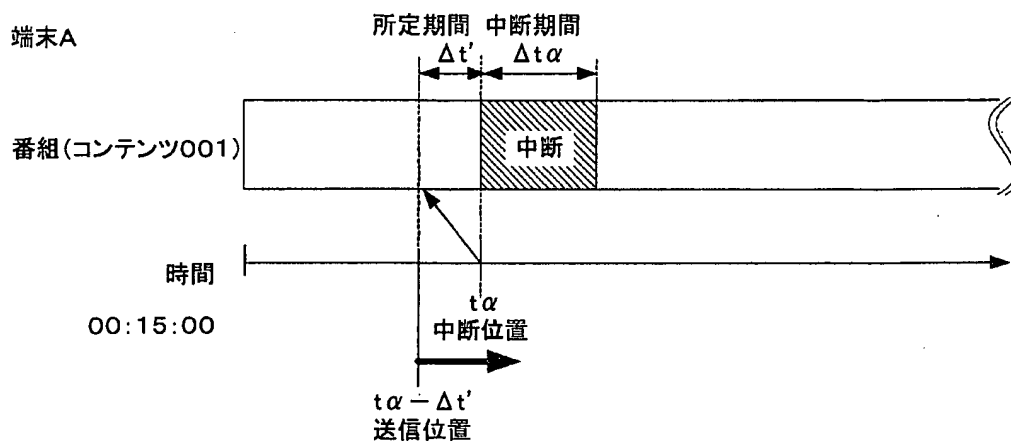 端末A
所定期間 中断期間
Δt' Δtα
番組(コンテンツ001)
中断
時間
00:15:00
tα
中断位置
tα－Δt'
送信位置